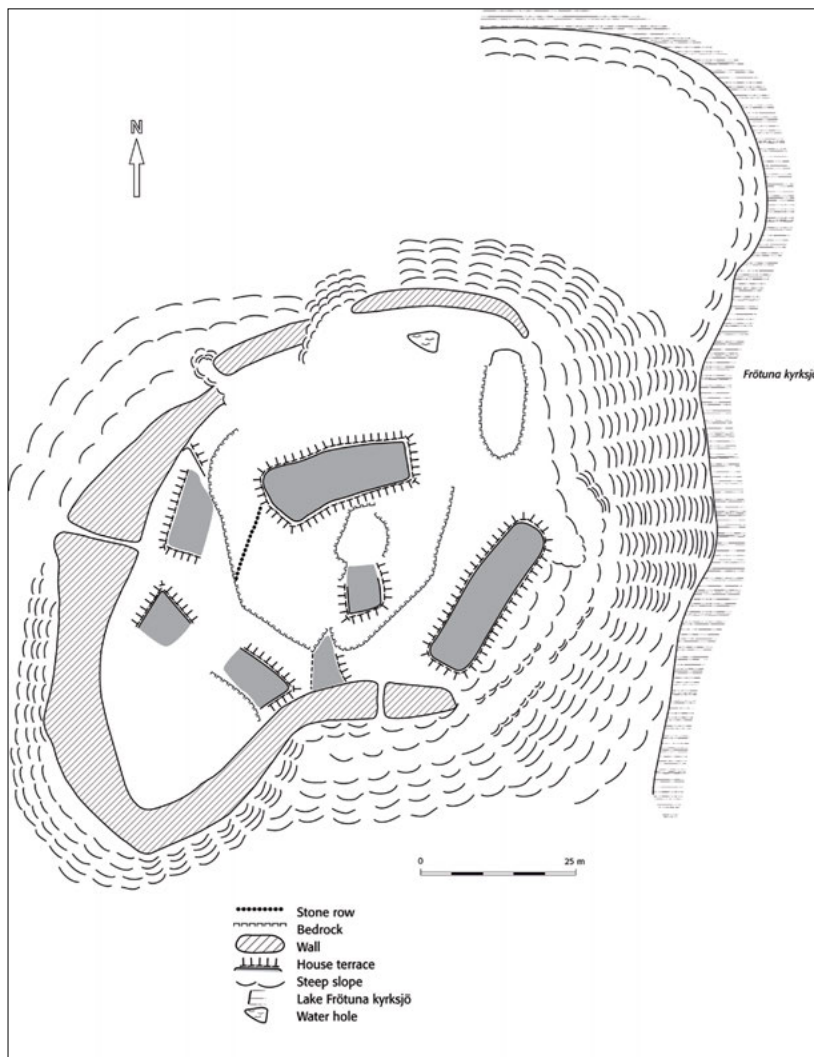 N
Frötuna kyrksjö
0 25 m
Stone row
Bedrock
Wall
House terrace
Steep slope
Lake Frötuna kyrksjö
Water hole